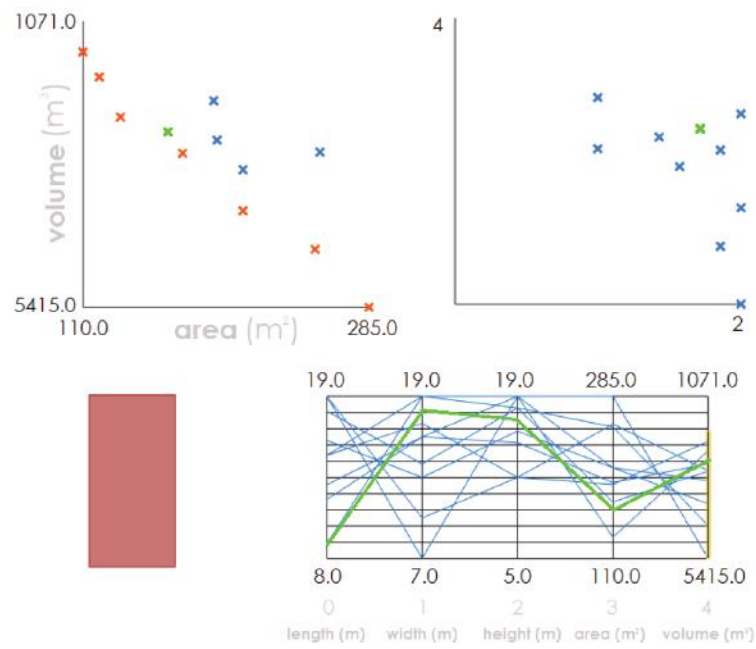 1071.0
volume (m³)
5415.0
110.0
area (m²)
285.0
4
2
19.0 19.0 19.0 285.0 1071.0
8.0 7.0 5.0 110.0 5415.0
0 1 2 3 4
length (m) width (m) height (m) area (m²) volume (m³)